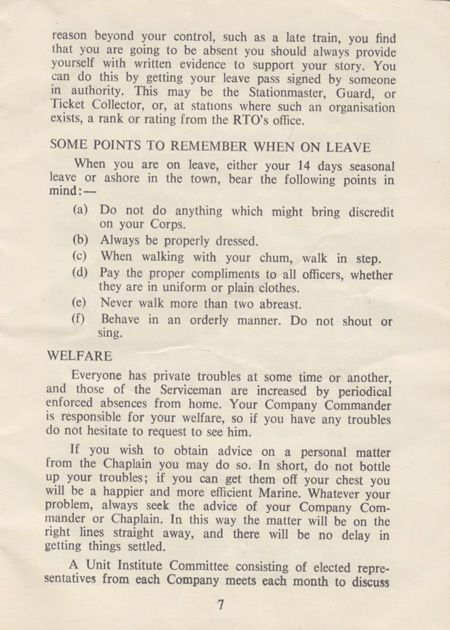 reason beyond your control, such as a late train, you find
that you are going to be absent you should always provide
yourself with written evidence to support your story. You
can do this by getting your leave pass signed by someone
in authority. This may be the Stationmaster, Guard, or
Ticket Collector, or, at stations where such an organisation
exists, a rank or rating from the RTO's office.
SOME POINTS TO REMEMBER WHEN ON LEAVE
When you are on leave, either your 14 days seasonal
leave or ashore in the town, bear the following points in
mind:—
(a) Do not do anything which might bring discredit
on your Corps.
(b) Always be properly dressed.
(c) When walking with your chum, walk in step.
(d) Pay the proper compliments to all officers, whether
they are in uniform or plain clothes.
(e) Never walk more than two abreast.
(f) Behave in an orderly manner. Do not shout or
sing.
WELFARE
Everyone has private troubles at some time or another,
and those of the Serviceman are increased by periodical
enforced absences from home. Your Company Commander
is responsible for your welfare, so if you have any troubles
do not hesitate to request to see him.
If you wish to obtain advice on a personal matter
from the Chaplain you may do so. In short, do not bottle
up your troubles; if you can get them off your chest you
will be a happier and more efficient Marine. Whatever your
problem, always seek the advice of your Company Com-
mander or Chaplain. In this way the matter will be on the
right lines straight away, and there will be no delay in
getting things settled.
A Unit Institute Committee consisting of elected repre-
sentatives from each Company meets each month to discuss
7